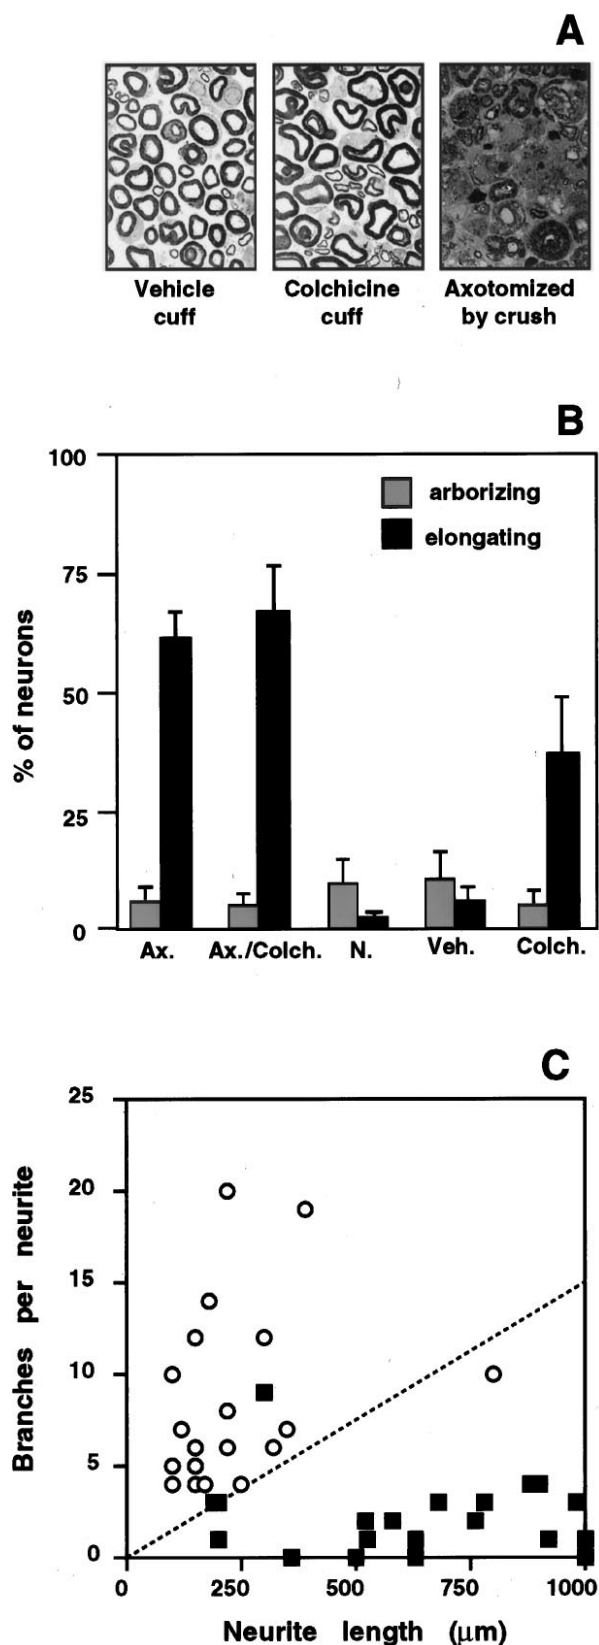 A
Vehicle cuff
Colchicine cuff
Axotomized by crush
B
100
75
50
25
0
% of neurons
arborizing
elongating
Ax.
Ax./Colch.
N.
Veh.
Colch.
C
25
20
15
10
5
0
Branches per neurite
0
250
500
750
1000
Neurite length (μm)